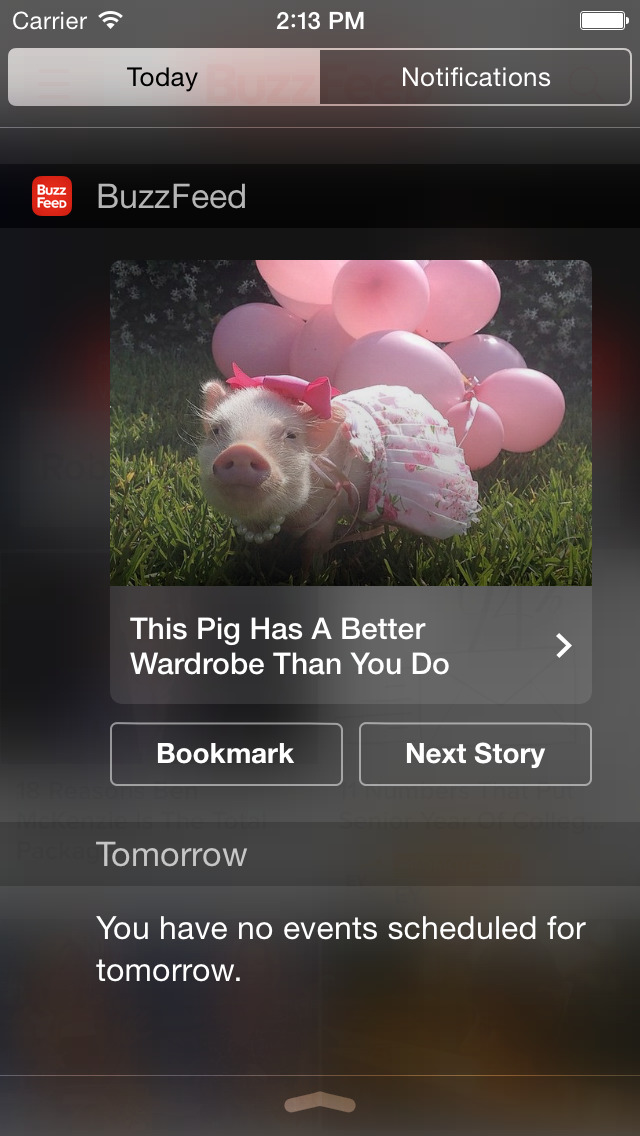 Carrier 2:13 PM
Today Notifications
Buzz
FeeD
BuzzFeed
This Pig Has A Better
Wardrobe Than You Do
Bookmark Next Story
Tomorrow
You have no events scheduled for
tomorrow.